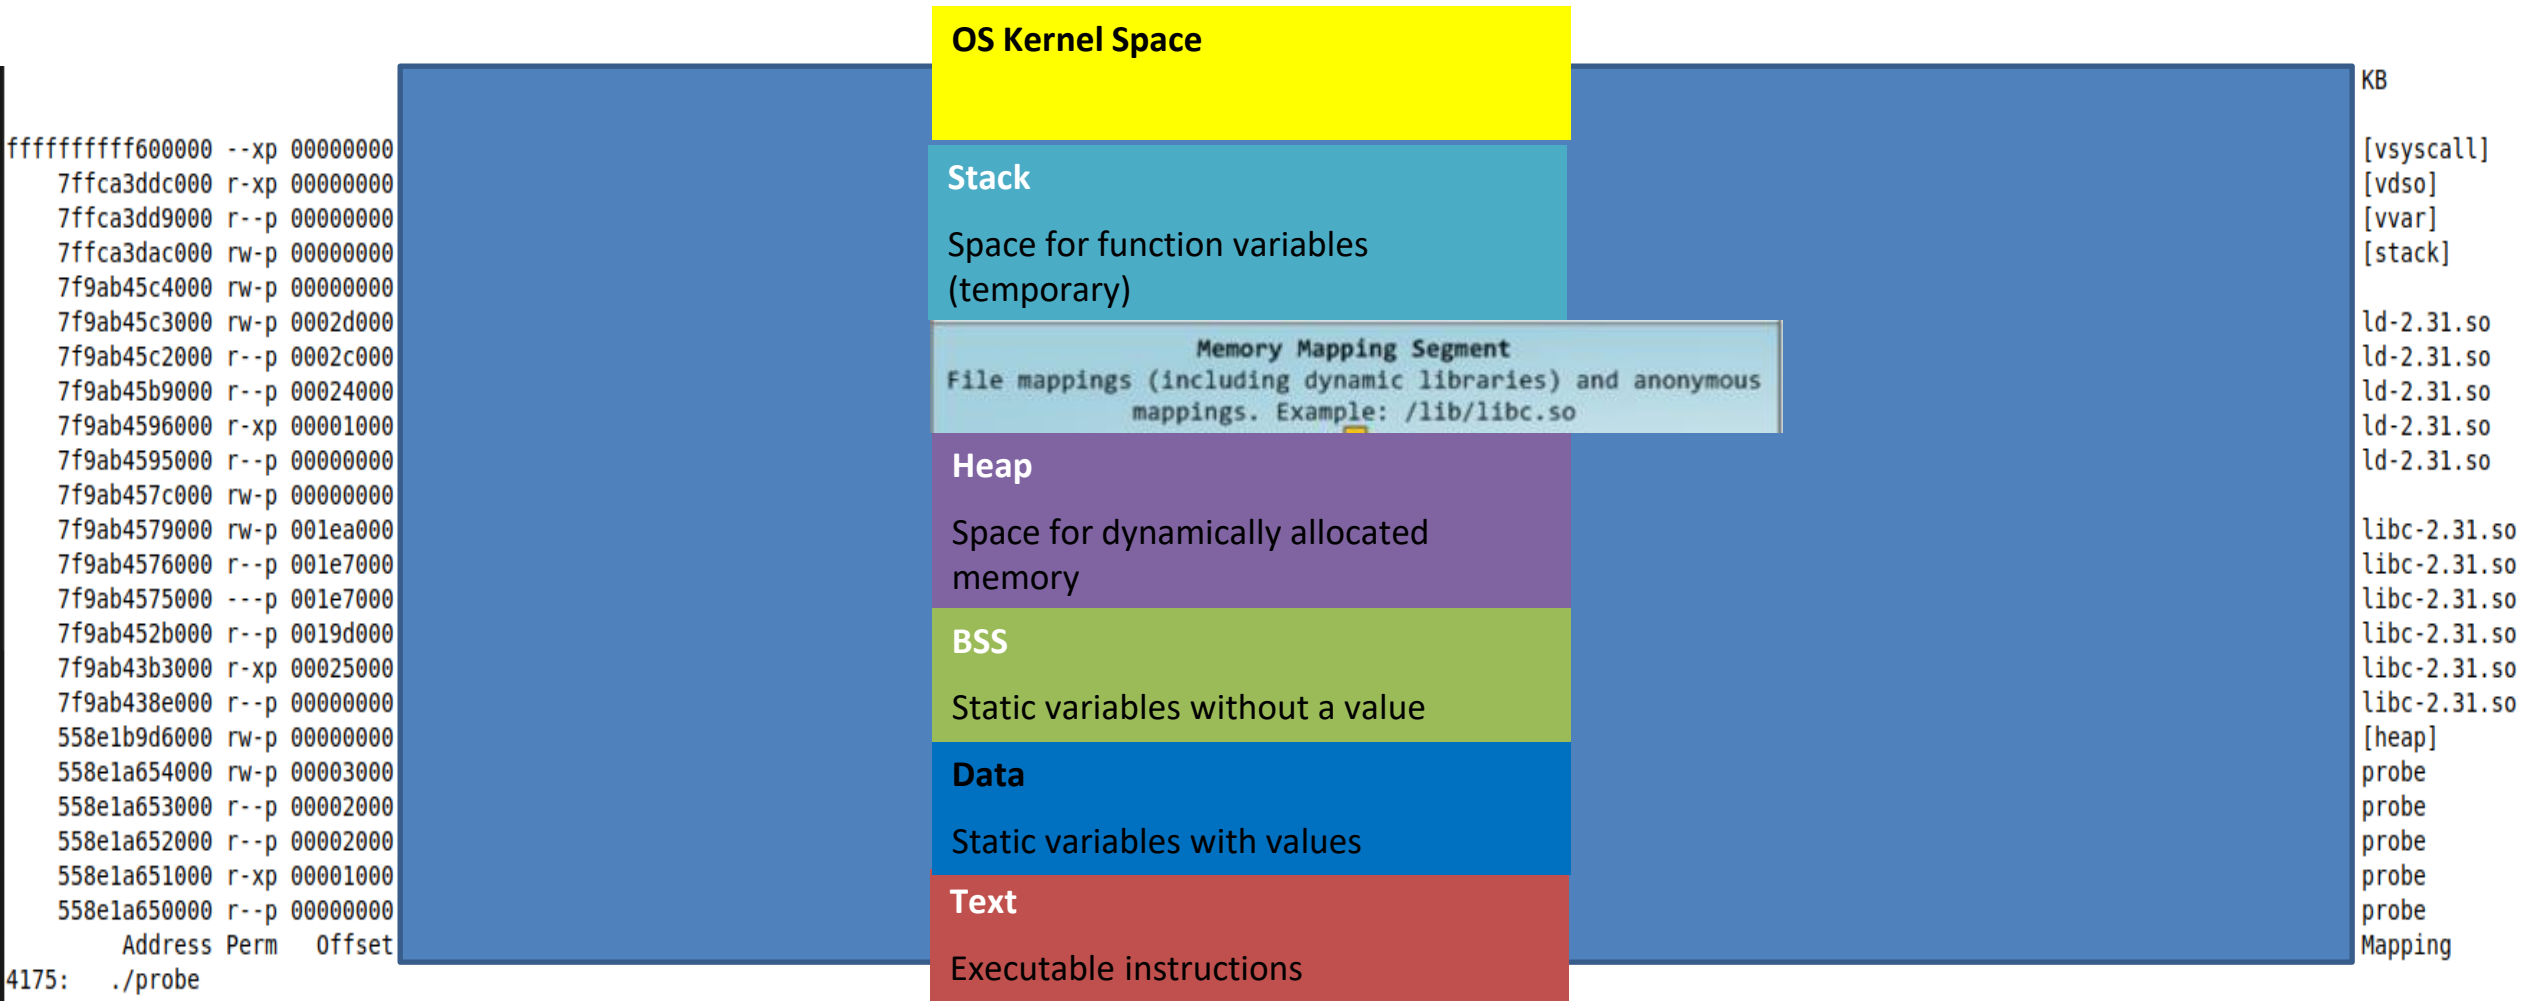 OS Kernel Space
KB
ffffffffff600000 --xp 00000000 [vsyscall]
7ffca3ddc000 r-xp 00000000 [vdso]
7ffca3dd9000 r--p 00000000 [vvar]
7ffca3dac000 rw-p 00000000 [stack]
7f9ab45c4000 rw-p 00000000
7f9ab45c3000 rw-p 0002d000 ld-2.31.so
7f9ab45c2000 r--p 0002c000 ld-2.31.so
7f9ab45b9000 r--p 00024000 ld-2.31.so
7f9ab4596000 r-xp 00001000 ld-2.31.so
7f9ab4595000 r--p 00000000 ld-2.31.so
7f9ab457c000 rw-p 00000000
7f9ab4579000 rw-p 001ea000 libc-2.31.so
7f9ab4576000 r--p 001e7000 libc-2.31.so
7f9ab4575000 ---p 001e7000 libc-2.31.so
7f9ab452b000 r--p 0019d000 libc-2.31.so
7f9ab43b3000 r-xp 00025000 libc-2.31.so
7f9ab438e000 r--p 00000000 libc-2.31.so
558e1b9d6000 rw-p 00000000 [heap]
558e1a654000 rw-p 00003000 probe
558e1a653000 r--p 00002000 probe
558e1a652000 r--p 00002000 probe
558e1a651000 r-xp 00001000 probe
558e1a650000 r--p 00000000 probe
Address Perm Offset Mapping
4175: ./probe
Stack
Space for function variables
(temporary)
Memory Mapping Segment
File mappings (including dynamic libraries) and anonymous
mappings. Example: /lib/libc.so
Heap
Space for dynamically allocated
memory
BSS
Static variables without a value
Data
Static variables with values
Text
Executable instructions